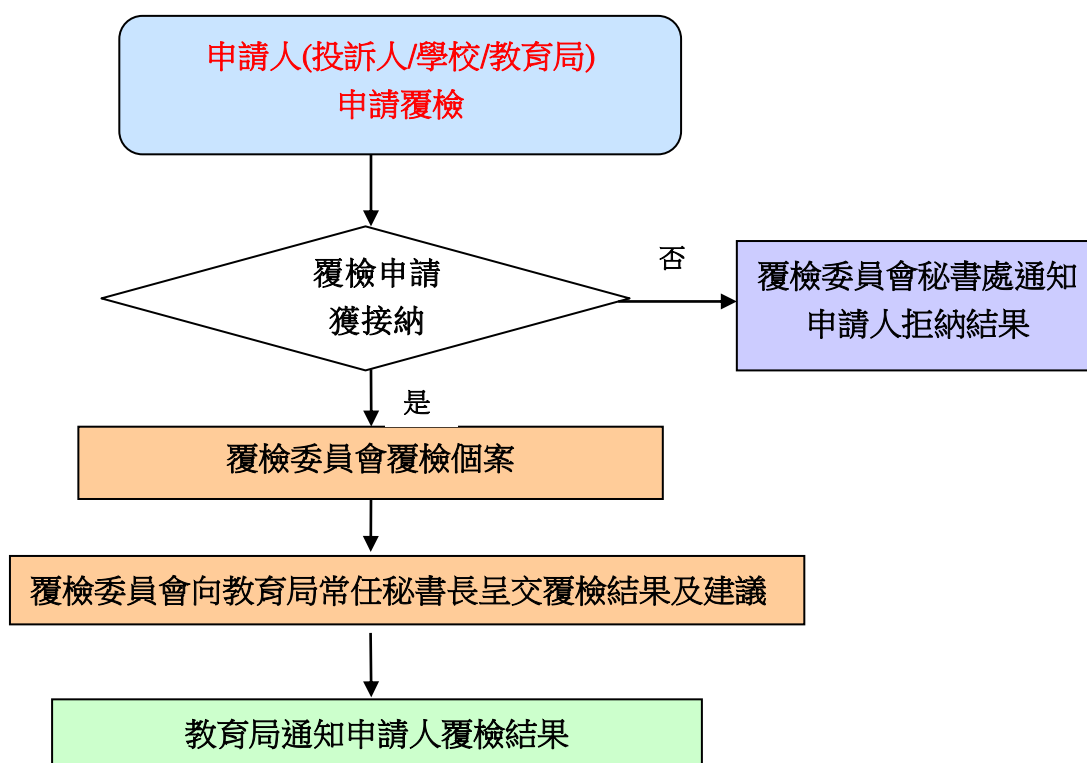 申請人(投訴人/學校/教育局)
申請覆檢
覆檢申請
獲接納
否
覆檢委員會秘書處通知
申請人拒納結果
是
覆檢委員會覆檢個案
覆檢委員會向教育局常任秘書長呈交覆檢結果及建議
教育局通知申請人覆檢結果